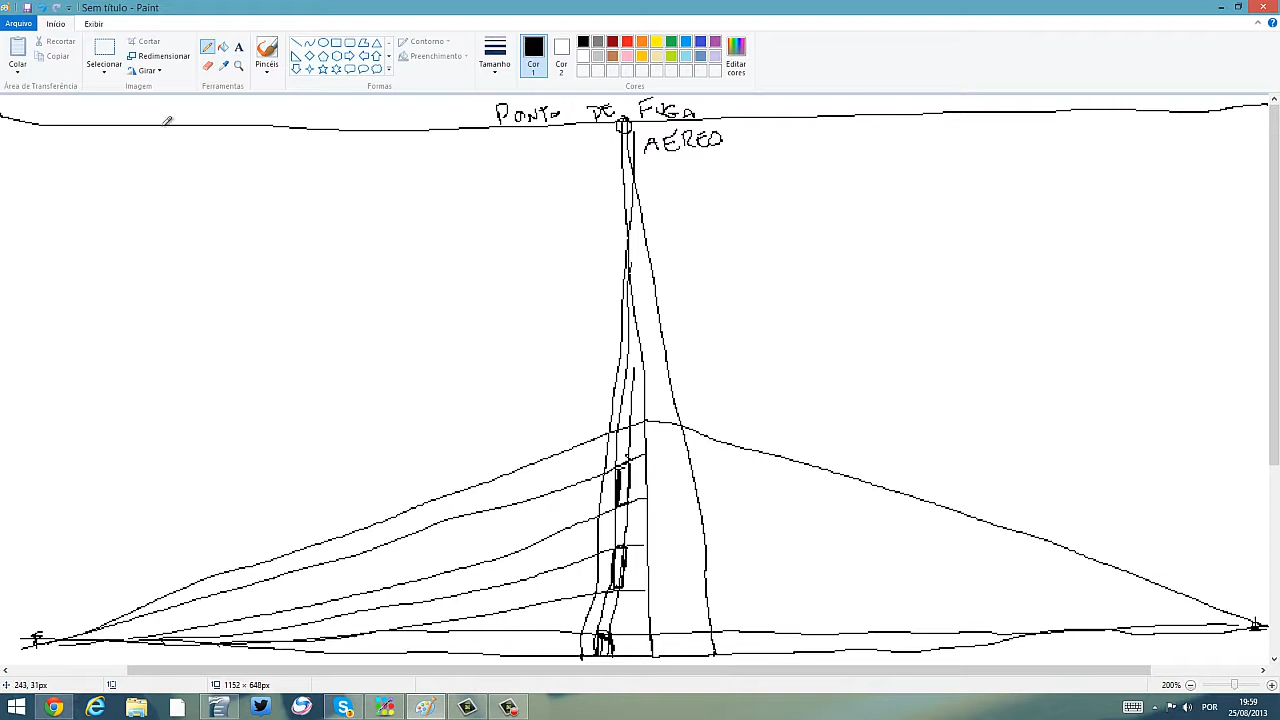 Sem título - Paint
Arquivo Início Exibir
Colar
Recortar
Copiar
Área de Transferência
Selecionar
Cortar
Redimensionar
Girar
Imagem
Ferramentas
Pincéis
Contorno
Preenchimento
Formas
Tamanho
Cor 1
Cor 2
Editar cores
Cores
PONTO DE FUGA
AÉREO
243, 31px
1152 × 648px
200%
POR
19:59
25/08/2013